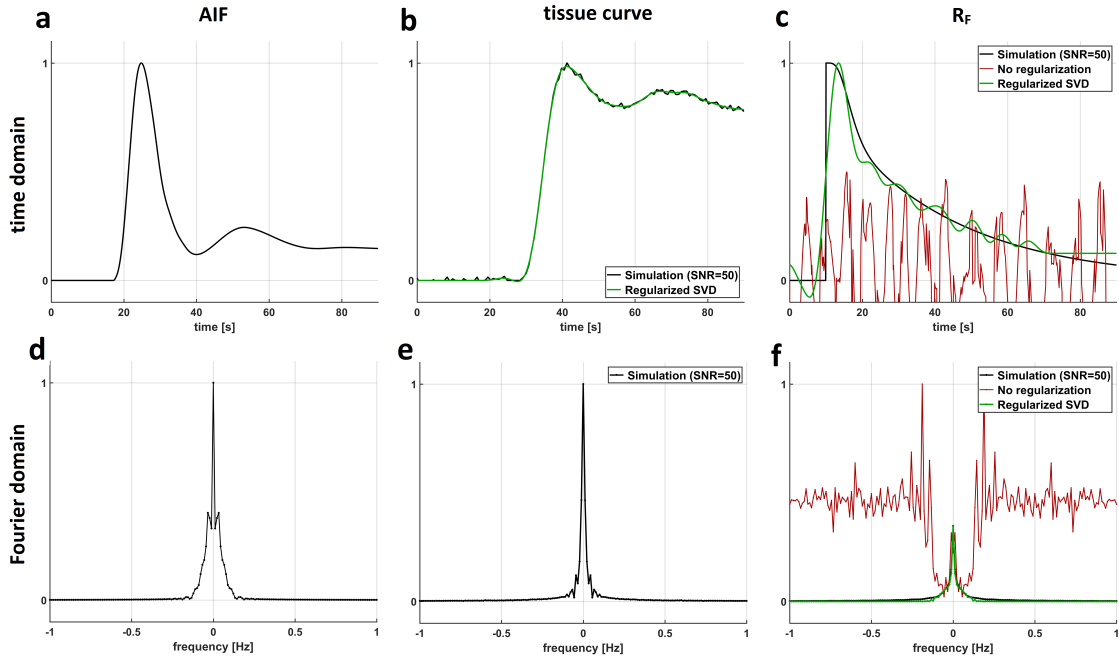 a
AIF
b
tissue curve
c
R_F
time domain
1
0
0
20
40
60
80
time [s]
1
0
Simulation (SNR=50)
Regularized SVD
0
20
40
60
80
time [s]
1
0
Simulation (SNR=50)
No regularization
Regularized SVD
0
20
40
60
80
time [s]
d
e
f
Fourier domain
1
0
-1
-0.5
0
0.5
1
frequency [Hz]
Simulation (SNR=50)
1
0
-1
-0.5
0
0.5
1
frequency [Hz]
Simulation (SNR=50)
No regularization
Regularized SVD
1
0
-1
-0.5
0
0.5
1
frequency [Hz]